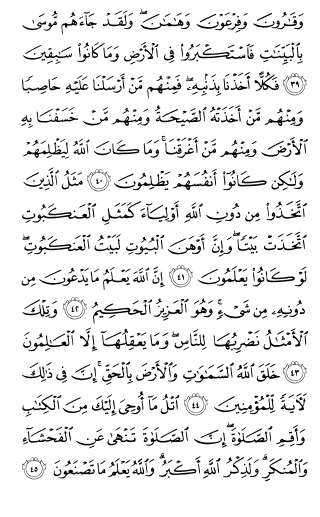 وَقَٰرُونَ وَفِرْعَوْنَ وَهَٰمَٰنَ ۖ وَلَقَدْ جَآءَهُم مُّوسَىٰ
بِٱلْبَيِّنَٰتِ فَٱسْتَكْبَرُوا۟ فِى ٱلْأَرْضِ وَمَا كَانُوا۟ سَٰبِقِينَ
٣٩ فَكُلًّا أَخَذْنَا بِذَنۢبِهِۦ ۖ فَمِنْهُم مَّنْ أَرْسَلْنَا عَلَيْهِ حَاصِبًا
وَمِنْهُم مَّنْ أَخَذَتْهُ ٱلصَّيْحَةُ وَمِنْهُم مَّنْ خَسَفْنَا بِهِ
ٱلْأَرْضَ وَمِنْهُم مَّنْ أَغْرَقْنَا ۚ وَمَا كَانَ ٱللَّهُ لِيَظْلِمَهُمْ
وَلَٰكِن كَانُوٓا۟ أَنفُسَهُمْ يَظْلِمُونَ ٤٠ مَثَلُ ٱلَّذِينَ
ٱتَّخَذُوا۟ مِن دُونِ ٱللَّهِ أَوْلِيَآءَ كَمَثَلِ ٱلْعَنكَبُوتِ
ٱتَّخَذَتْ بَيْتًا ۖ وَإِنَّ أَوْهَنَ ٱلْبُيُوتِ لَبَيْتُ ٱلْعَنكَبُوتِ ۖ
لَوْ كَانُوا۟ يَعْلَمُونَ ٤١ إِنَّ ٱللَّهَ يَعْلَمُ مَا يَدْعُونَ مِن
دُونِهِۦ مِن شَىْءٍ ۚ وَهُوَ ٱلْعَزِيزُ ٱلْحَكِيمُ ٤٢ وَتِلْكَ
ٱلْأَمْثَٰلُ نَضْرِبُهَا لِلنَّاسِ ۖ وَمَا يَعْقِلُهَآ إِلَّا ٱلْعَٰلِمُونَ
٤٣ خَلَقَ ٱللَّهُ ٱلسَّمَٰوَٰتِ وَٱلْأَرْضَ بِٱلْحَقِّ ۚ إِنَّ فِى ذَٰلِكَ
لَءَايَةً لِّلْمُؤْمِنِينَ ٤٤ ٱتْلُ مَآ أُوحِىَ إِلَيْكَ مِنَ ٱلْكِتَٰبِ
وَأَقِمِ ٱلصَّلَوٰةَ ۖ إِنَّ ٱلصَّلَوٰةَ تَنْهَىٰ عَنِ ٱلْفَحْشَآءِ
وَٱلْمُنكَرِ ۗ وَلَذِكْرُ ٱللَّهِ أَكْبَرُ ۗ وَٱللَّهُ يَعْلَمُ مَا تَصْنَعُونَ ٤٥